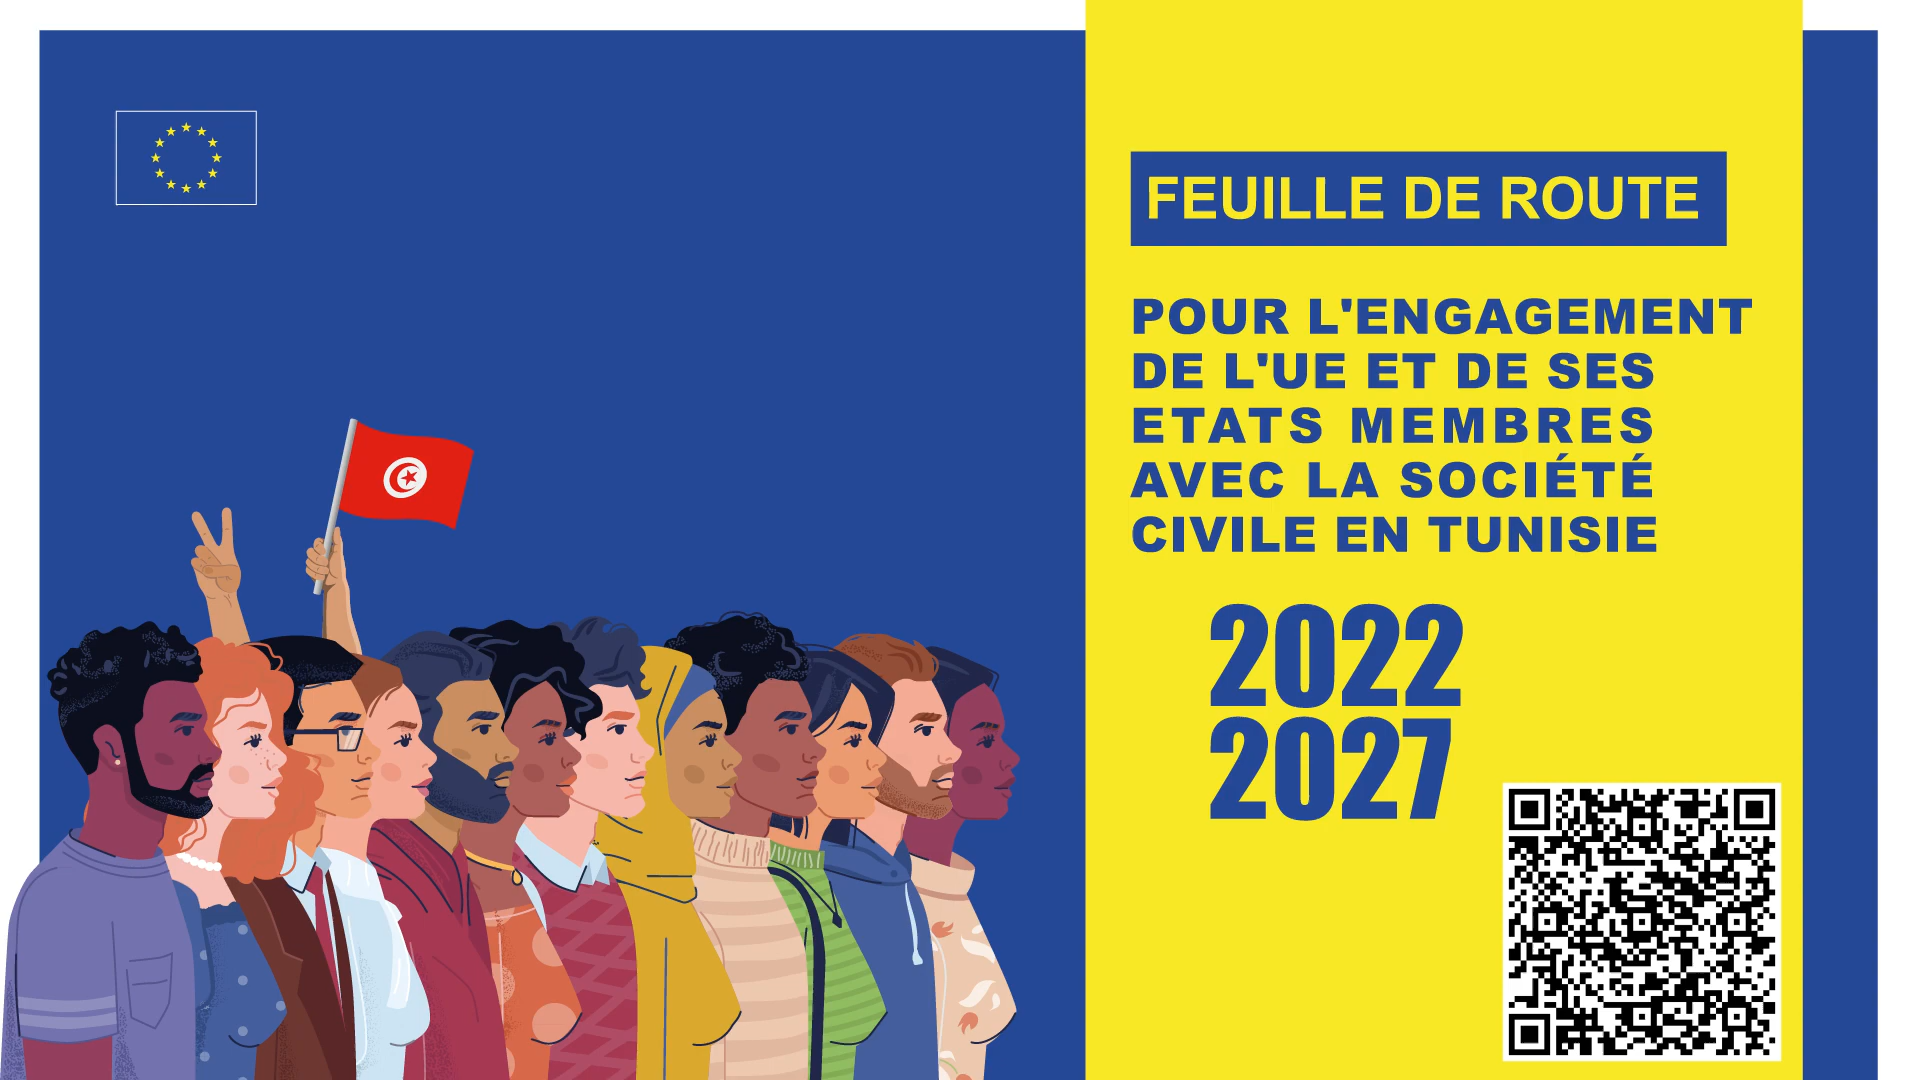 FEUILLE DE ROUTE
POUR L'ENGAGEMENT
DE L'UE ET DE SES
ETATS MEMBRES
AVEC LA SOCIÉTÉ
CIVILE EN TUNISIE
2022
2027